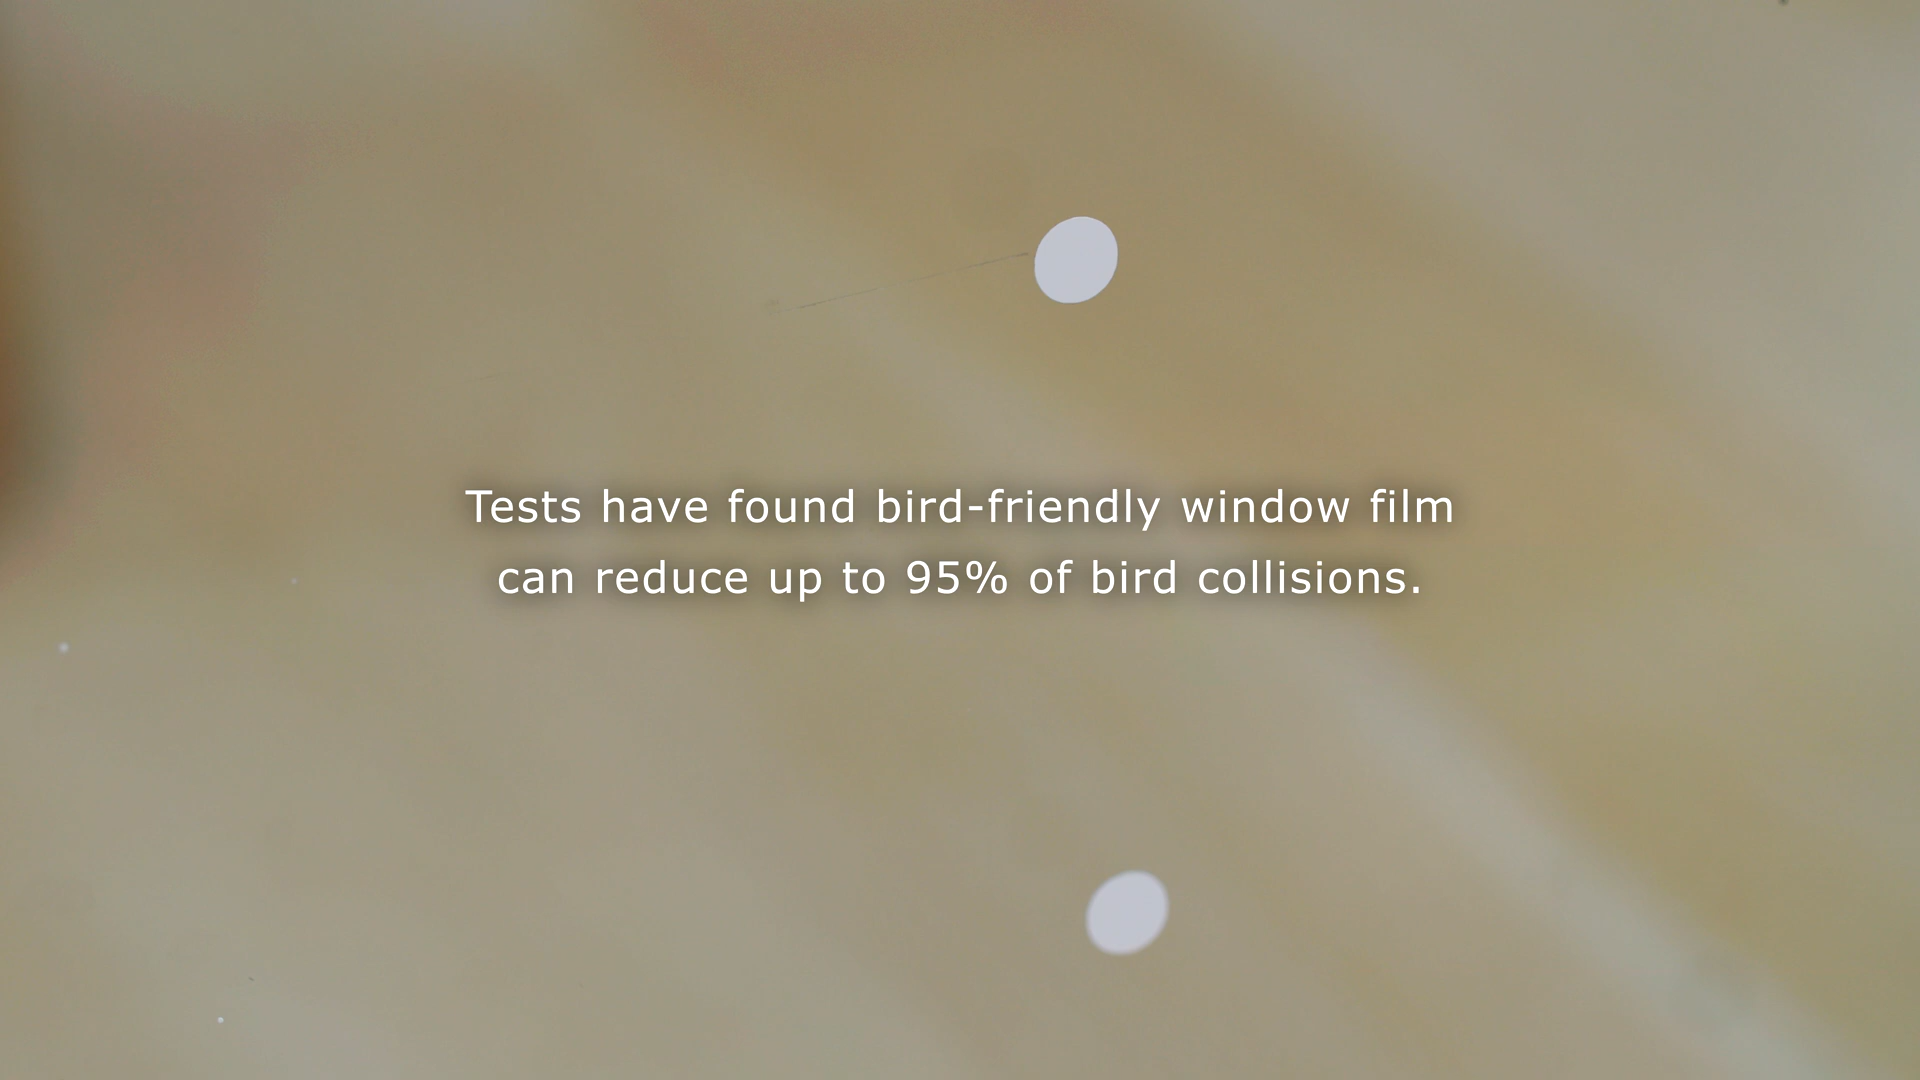 Tests have found bird-friendly window film
can reduce up to 95% of bird collisions.